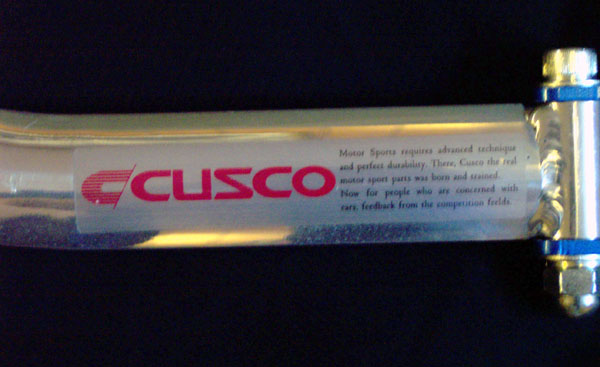 CUSCO
Motor Sports requires advanced technique
and perfect durability. There, Cusco the real
motor sport parts was born and trained.
Now for people who are concerned with
cars, feedback from the competition feelds.